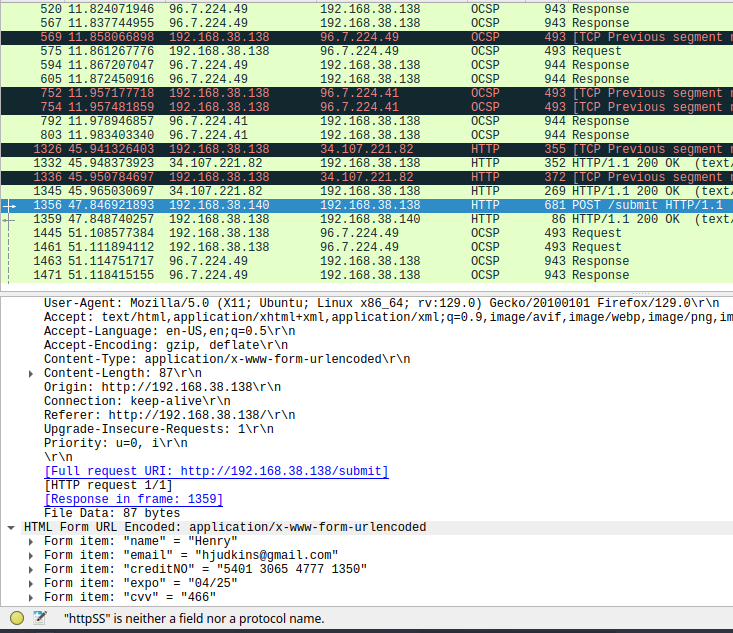 520 11.824071946 96.7.224.49 192.168.38.138 OCSP 943 Response
567 11.837744955 96.7.224.49 192.168.38.138 OCSP 943 Response
569 11.858066898 192.168.38.138 96.7.224.49 OCSP 493 [TCP Previous segment
575 11.861267776 192.168.38.138 96.7.224.49 OCSP 493 Request
594 11.867207047 96.7.224.49 192.168.38.138 OCSP 944 Response
605 11.872450916 96.7.224.49 192.168.38.138 OCSP 944 Response
752 11.957177718 192.168.38.138 96.7.224.41 OCSP 493 [TCP Previous segment
754 11.957481859 192.168.38.138 96.7.224.41 OCSP 493 [TCP Previous segment
792 11.978946857 96.7.224.41 192.168.38.138 OCSP 944 Response
803 11.983403340 96.7.224.41 192.168.38.138 OCSP 944 Response
1326 45.941326403 192.168.38.138 34.107.221.82 HTTP 355 [TCP Previous segment
1332 45.948373923 34.107.221.82 192.168.38.138 HTTP 352 HTTP/1.1 200 OK (text/
1336 45.950784697 192.168.38.138 34.107.221.82 HTTP 372 [TCP Previous segment
1345 45.965030697 34.107.221.82 192.168.38.138 HTTP 269 HTTP/1.1 200 OK (text/
1356 47.846921893 192.168.38.140 192.168.38.138 HTTP 681 POST /submit HTTP/1.1
1359 47.848740257 192.168.38.138 192.168.38.140 HTTP 86 HTTP/1.1 200 OK (text/
1445 51.108577384 192.168.38.138 96.7.224.49 OCSP 493 Request
1461 51.111894112 192.168.38.138 96.7.224.49 OCSP 493 Request
1463 51.114751717 96.7.224.49 192.168.38.138 OCSP 943 Response
1471 51.118415155 96.7.224.49 192.168.38.138 OCSP 943 Response
User-Agent: Mozilla/5.0 (X11; Ubuntu; Linux x86_64; rv:129.0) Gecko/20100101 Firefox/129.0\r\n
Accept: text/html,application/xhtml+xml,application/xml;q=0.9,image/avif,image/webp,image/png,im
Accept-Language: en-US,en;q=0.5\r\n
Accept-Encoding: gzip, deflate\r\n
Content-Type: application/x-www-form-urlencoded\r\n
Content-Length: 87\r\n
Origin: http://192.168.38.138\r\n
Connection: keep-alive\r\n
Referer: http://192.168.38.138/\r\n
Upgrade-Insecure-Requests: 1\r\n
Priority: u=0, i\r\n
\r\n
[Full request URI: http://192.168.38.138/submit]
[HTTP request 1/1]
[Response in frame: 1359]
File Data: 87 bytes
HTML Form URL Encoded: application/x-www-form-urlencoded
Form item: "name" = "Henry"
Form item: "email" = "hjudkins@gmail.com"
Form item: "creditNO" = "5401 3065 4777 1350"
Form item: "expo" = "04/25"
Form item: "cvv" = "466"
"httpSS" is neither a field nor a protocol name.